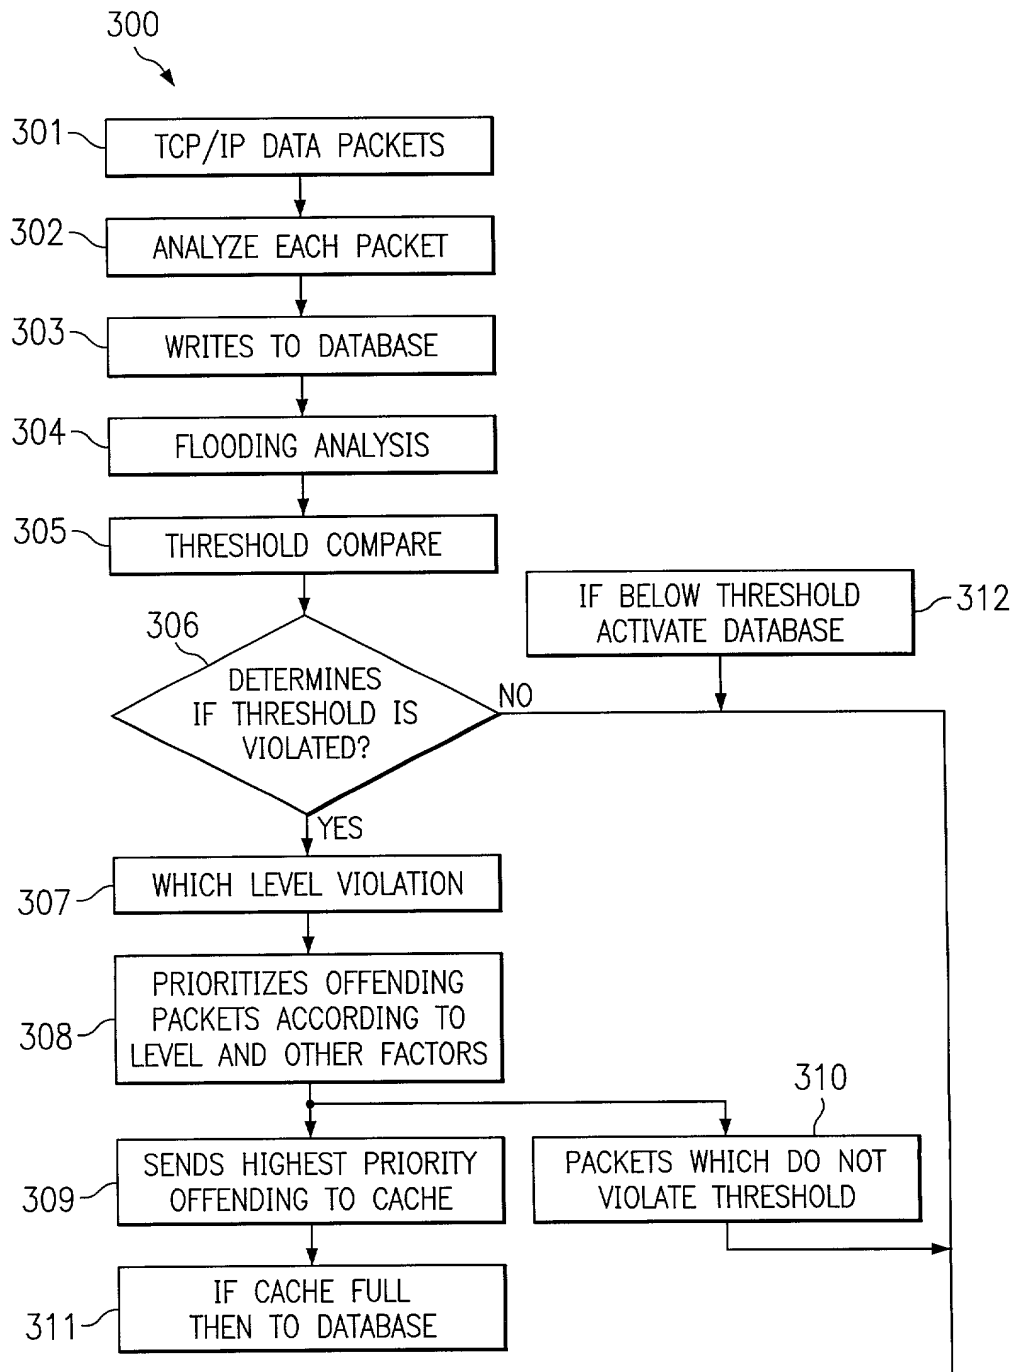 300
301
TCP/IP DATA PACKETS
302
ANALYZE EACH PACKET
303
WRITES TO DATABASE
304
FLOODING ANALYSIS
305
THRESHOLD COMPARE
IF BELOW THRESHOLD
ACTIVATE DATABASE
312
306
DETERMINES
IF THRESHOLD IS
VIOLATED?
NO
YES
307
WHICH LEVEL VIOLATION
308
PRIORITIZES OFFENDING
PACKETS ACCORDING TO
LEVEL AND OTHER FACTORS
310
309
SENDS HIGHEST PRIORITY
OFFENDING TO CACHE
PACKETS WHICH DO NOT
VIOLATE THRESHOLD
311
IF CACHE FULL
THEN TO DATABASE